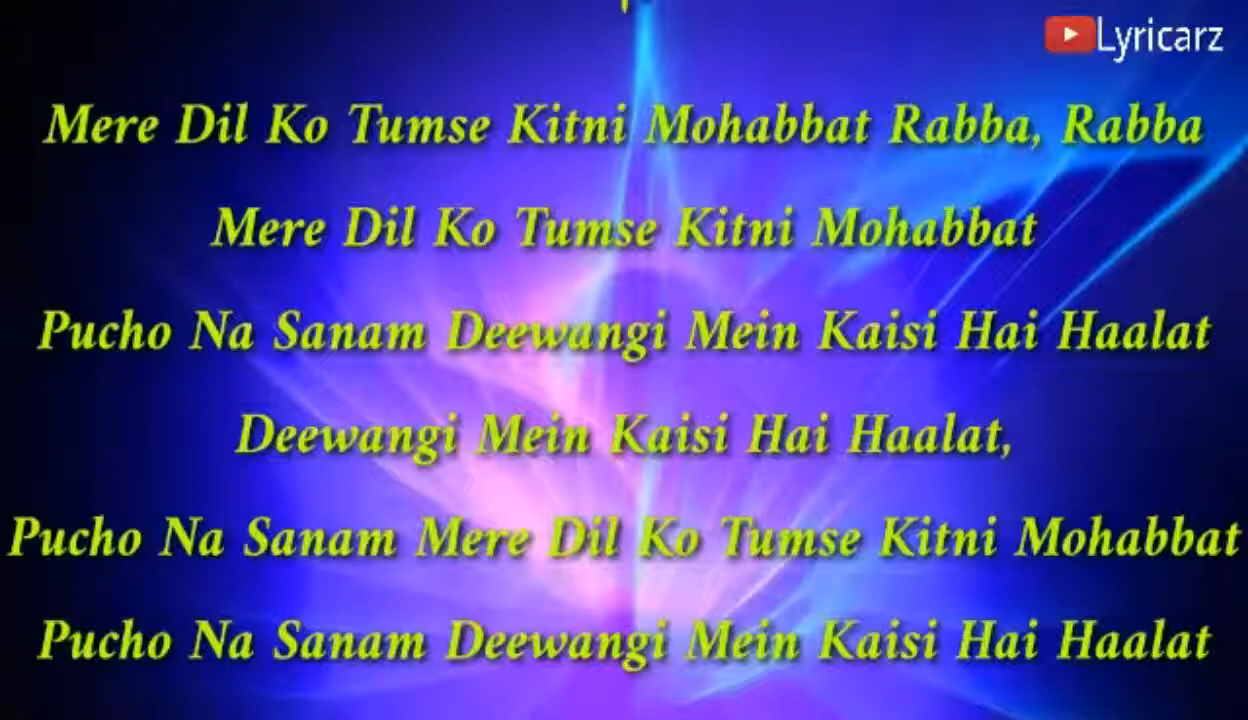 Lyricarz
Mere Dil Ko Tumse Kitni Mohabbat Rabba, Rabba
Mere Dil Ko Tumse Kitni Mohabbat
Pucho Na Sanam Deewangi Mein Kaisi Hai Haalat
Deewangi Mein Kaisi Hai Haalat,
Pucho Na Sanam Mere Dil Ko Tumse Kitni Mohabbat
Pucho Na Sanam Deewangi Mein Kaisi Hai Haalat